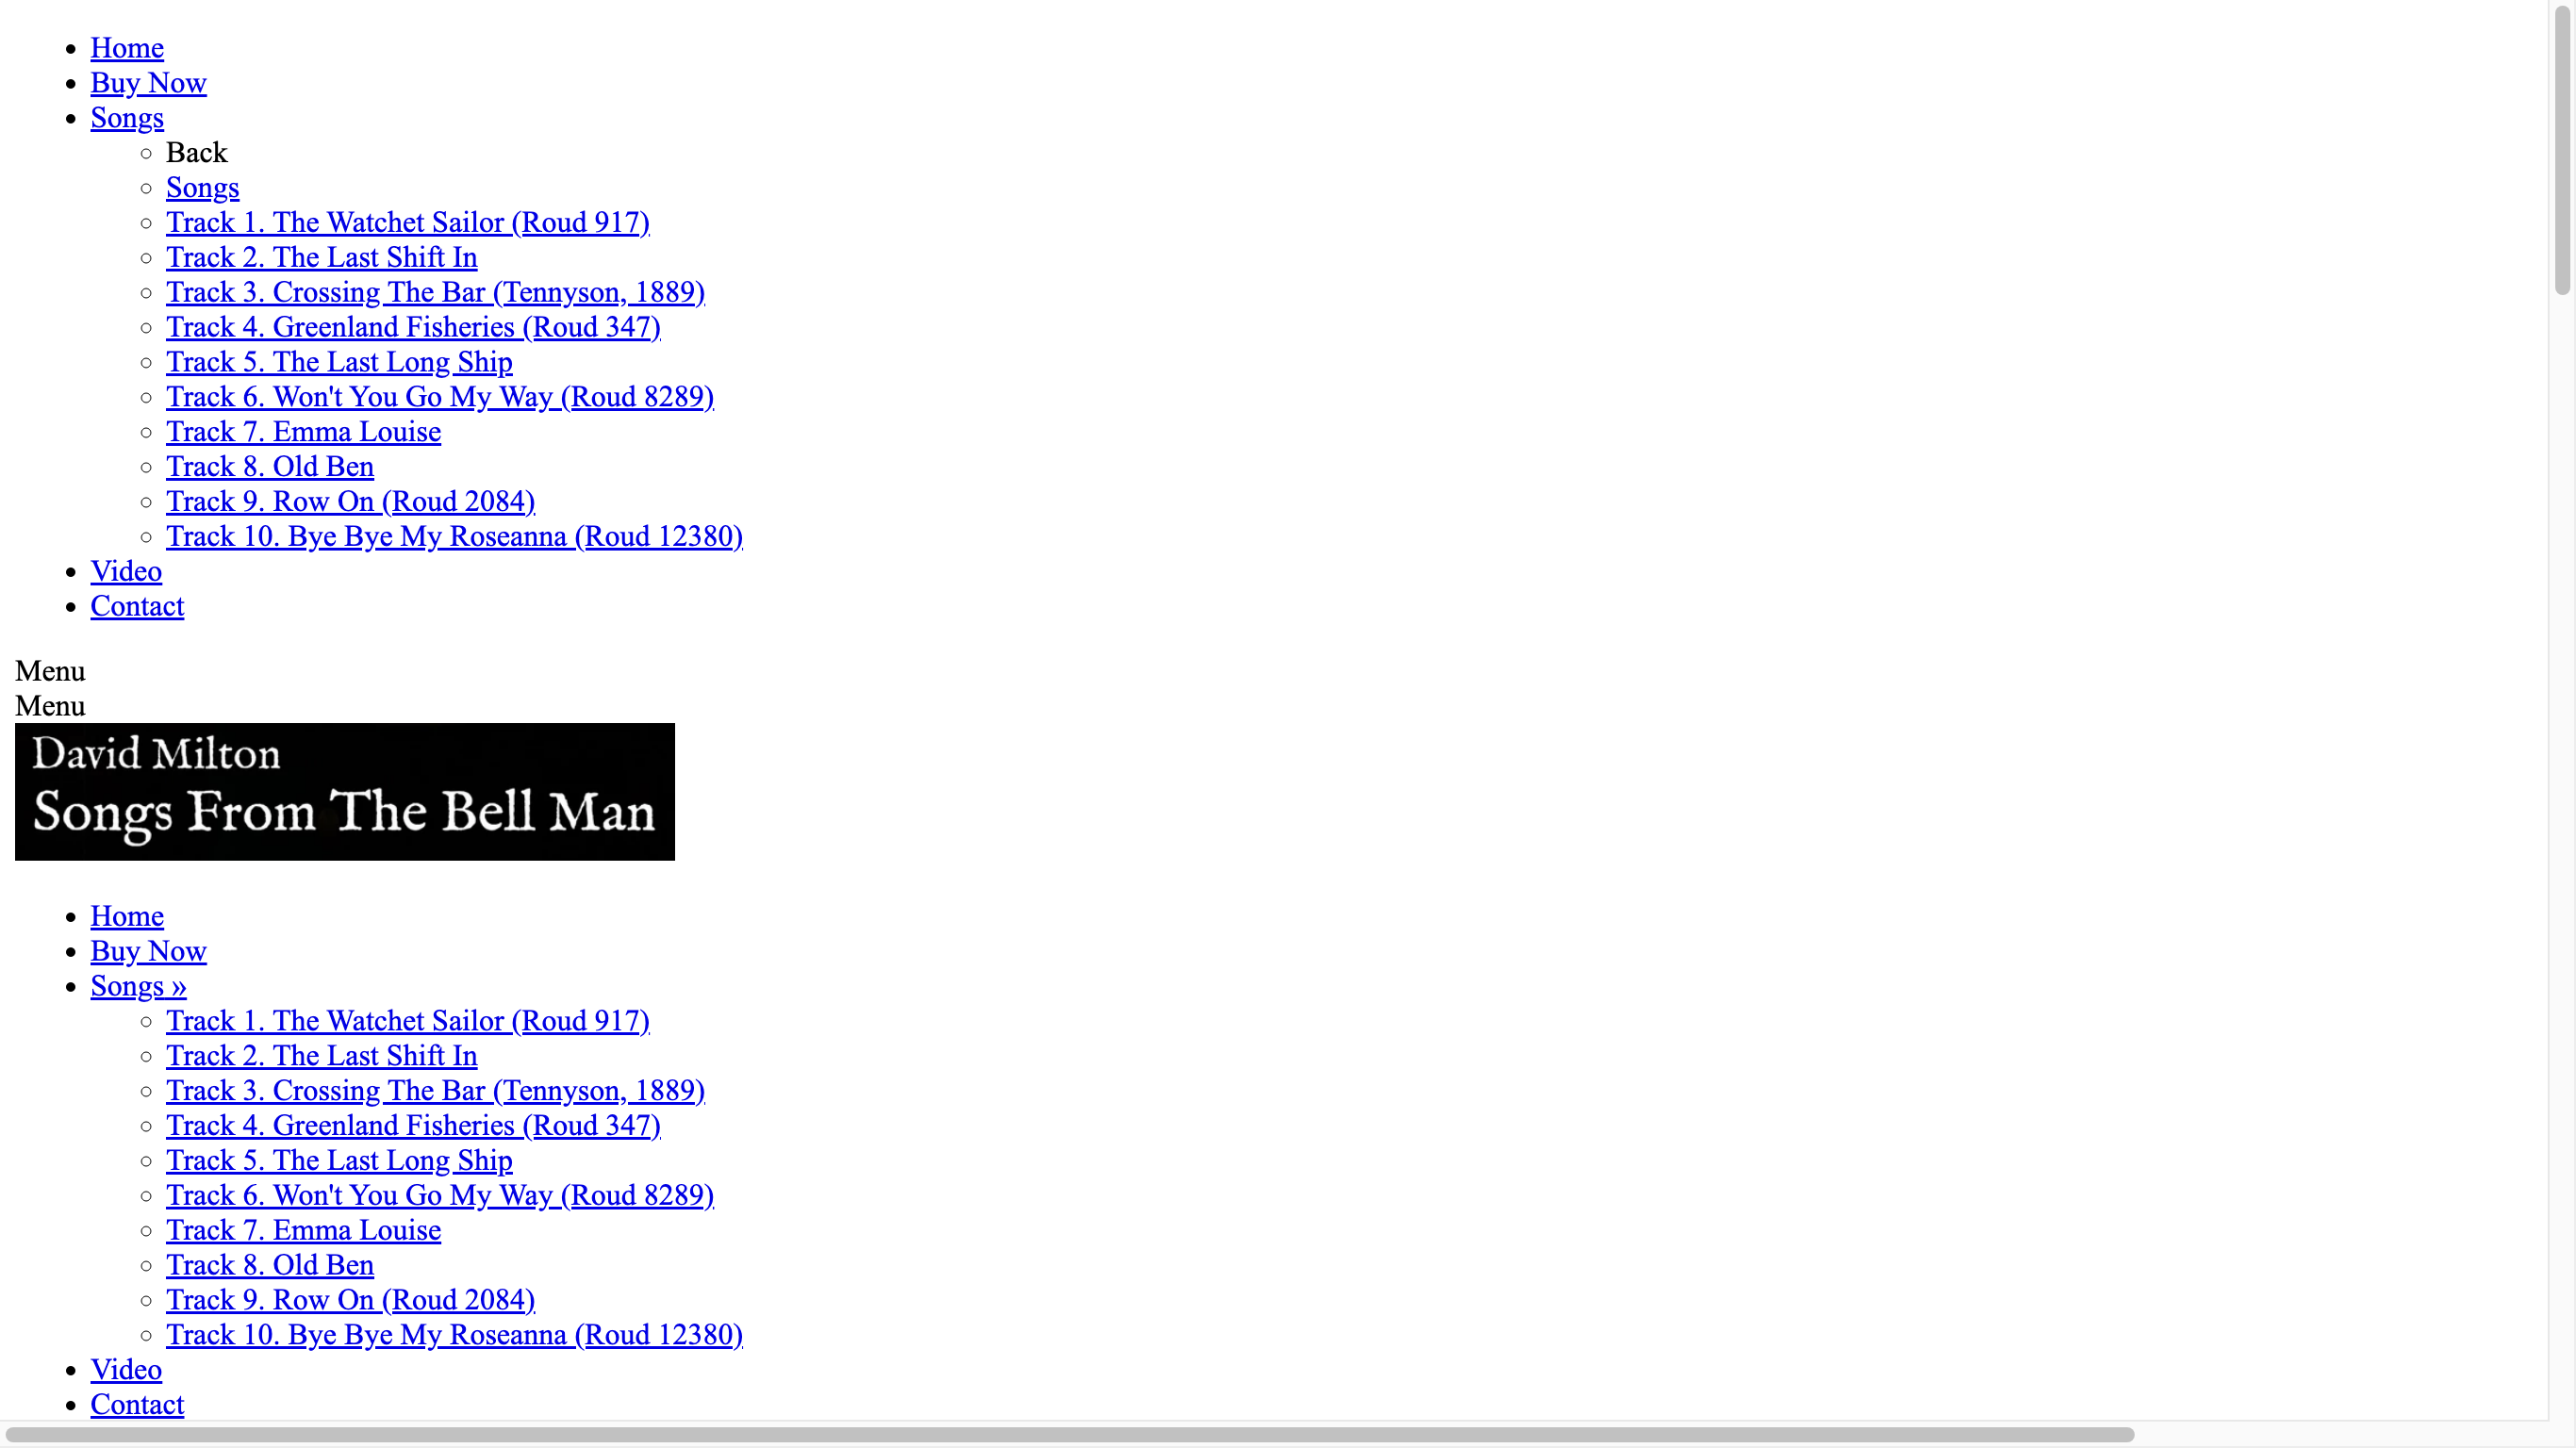 Home
Buy Now
Songs
Back
Songs
Track 1. The Watchet Sailor (Roud 917)
Track 2. The Last Shift In
Track 3. Crossing The Bar (Tennyson, 1889)
Track 4. Greenland Fisheries (Roud 347)
Track 5. The Last Long Ship
Track 6. Won't You Go My Way (Roud 8289)
Track 7. Emma Louise
Track 8. Old Ben
Track 9. Row On (Roud 2084)
Track 10. Bye Bye My Roseanna (Roud 12380)
Video
Contact
Menu
Menu
David Milton
Songs From The Bell Man
Home
Buy Now
Songs »
Track 1. The Watchet Sailor (Roud 917)
Track 2. The Last Shift In
Track 3. Crossing The Bar (Tennyson, 1889)
Track 4. Greenland Fisheries (Roud 347)
Track 5. The Last Long Ship
Track 6. Won't You Go My Way (Roud 8289)
Track 7. Emma Louise
Track 8. Old Ben
Track 9. Row On (Roud 2084)
Track 10. Bye Bye My Roseanna (Roud 12380)
Video
Contact